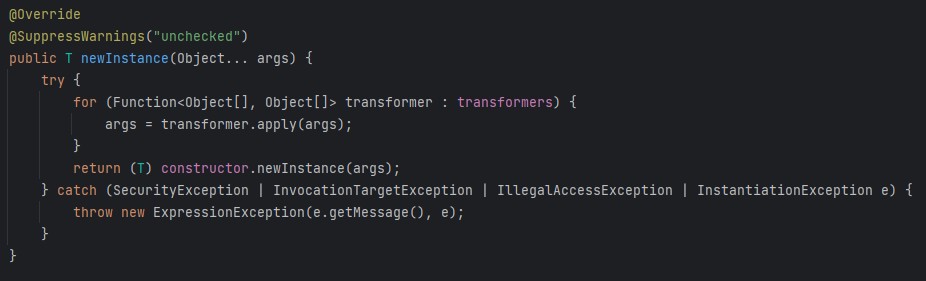 @Override
@SuppressWarnings("unchecked")
public T newInstance(Object... args) {
    try {
        for (Function<Object[], Object[]> transformer : transformers) {
            args = transformer.apply(args);
        }
        return (T) constructor.newInstance(args);
    } catch (SecurityException | InvocationTargetException | IllegalAccessException | InstantiationException e) {
        throw new ExpressionException(e.getMessage(), e);
    }
}